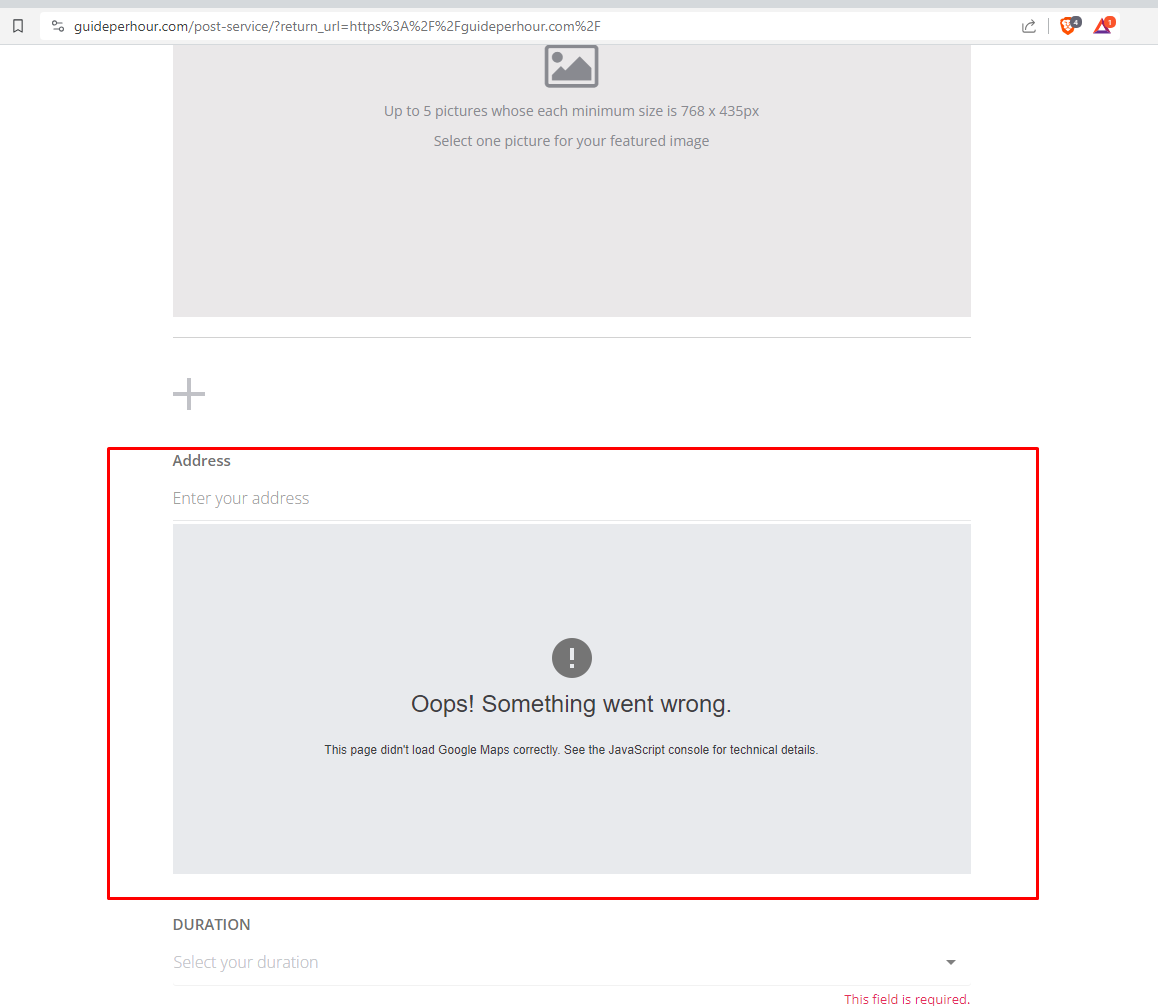 guideperhour.com/post-service/?return_url=https%3A%2F%2Fguideperhour.com%2F
4
1
Up to 5 pictures whose each minimum size is 768 x 435px
Select one picture for your featured image
Address
Enter your address
Oops! Something went wrong.
This page didn't load Google Maps correctly. See the JavaScript console for technical details.
DURATION
Select your duration
This field is required.